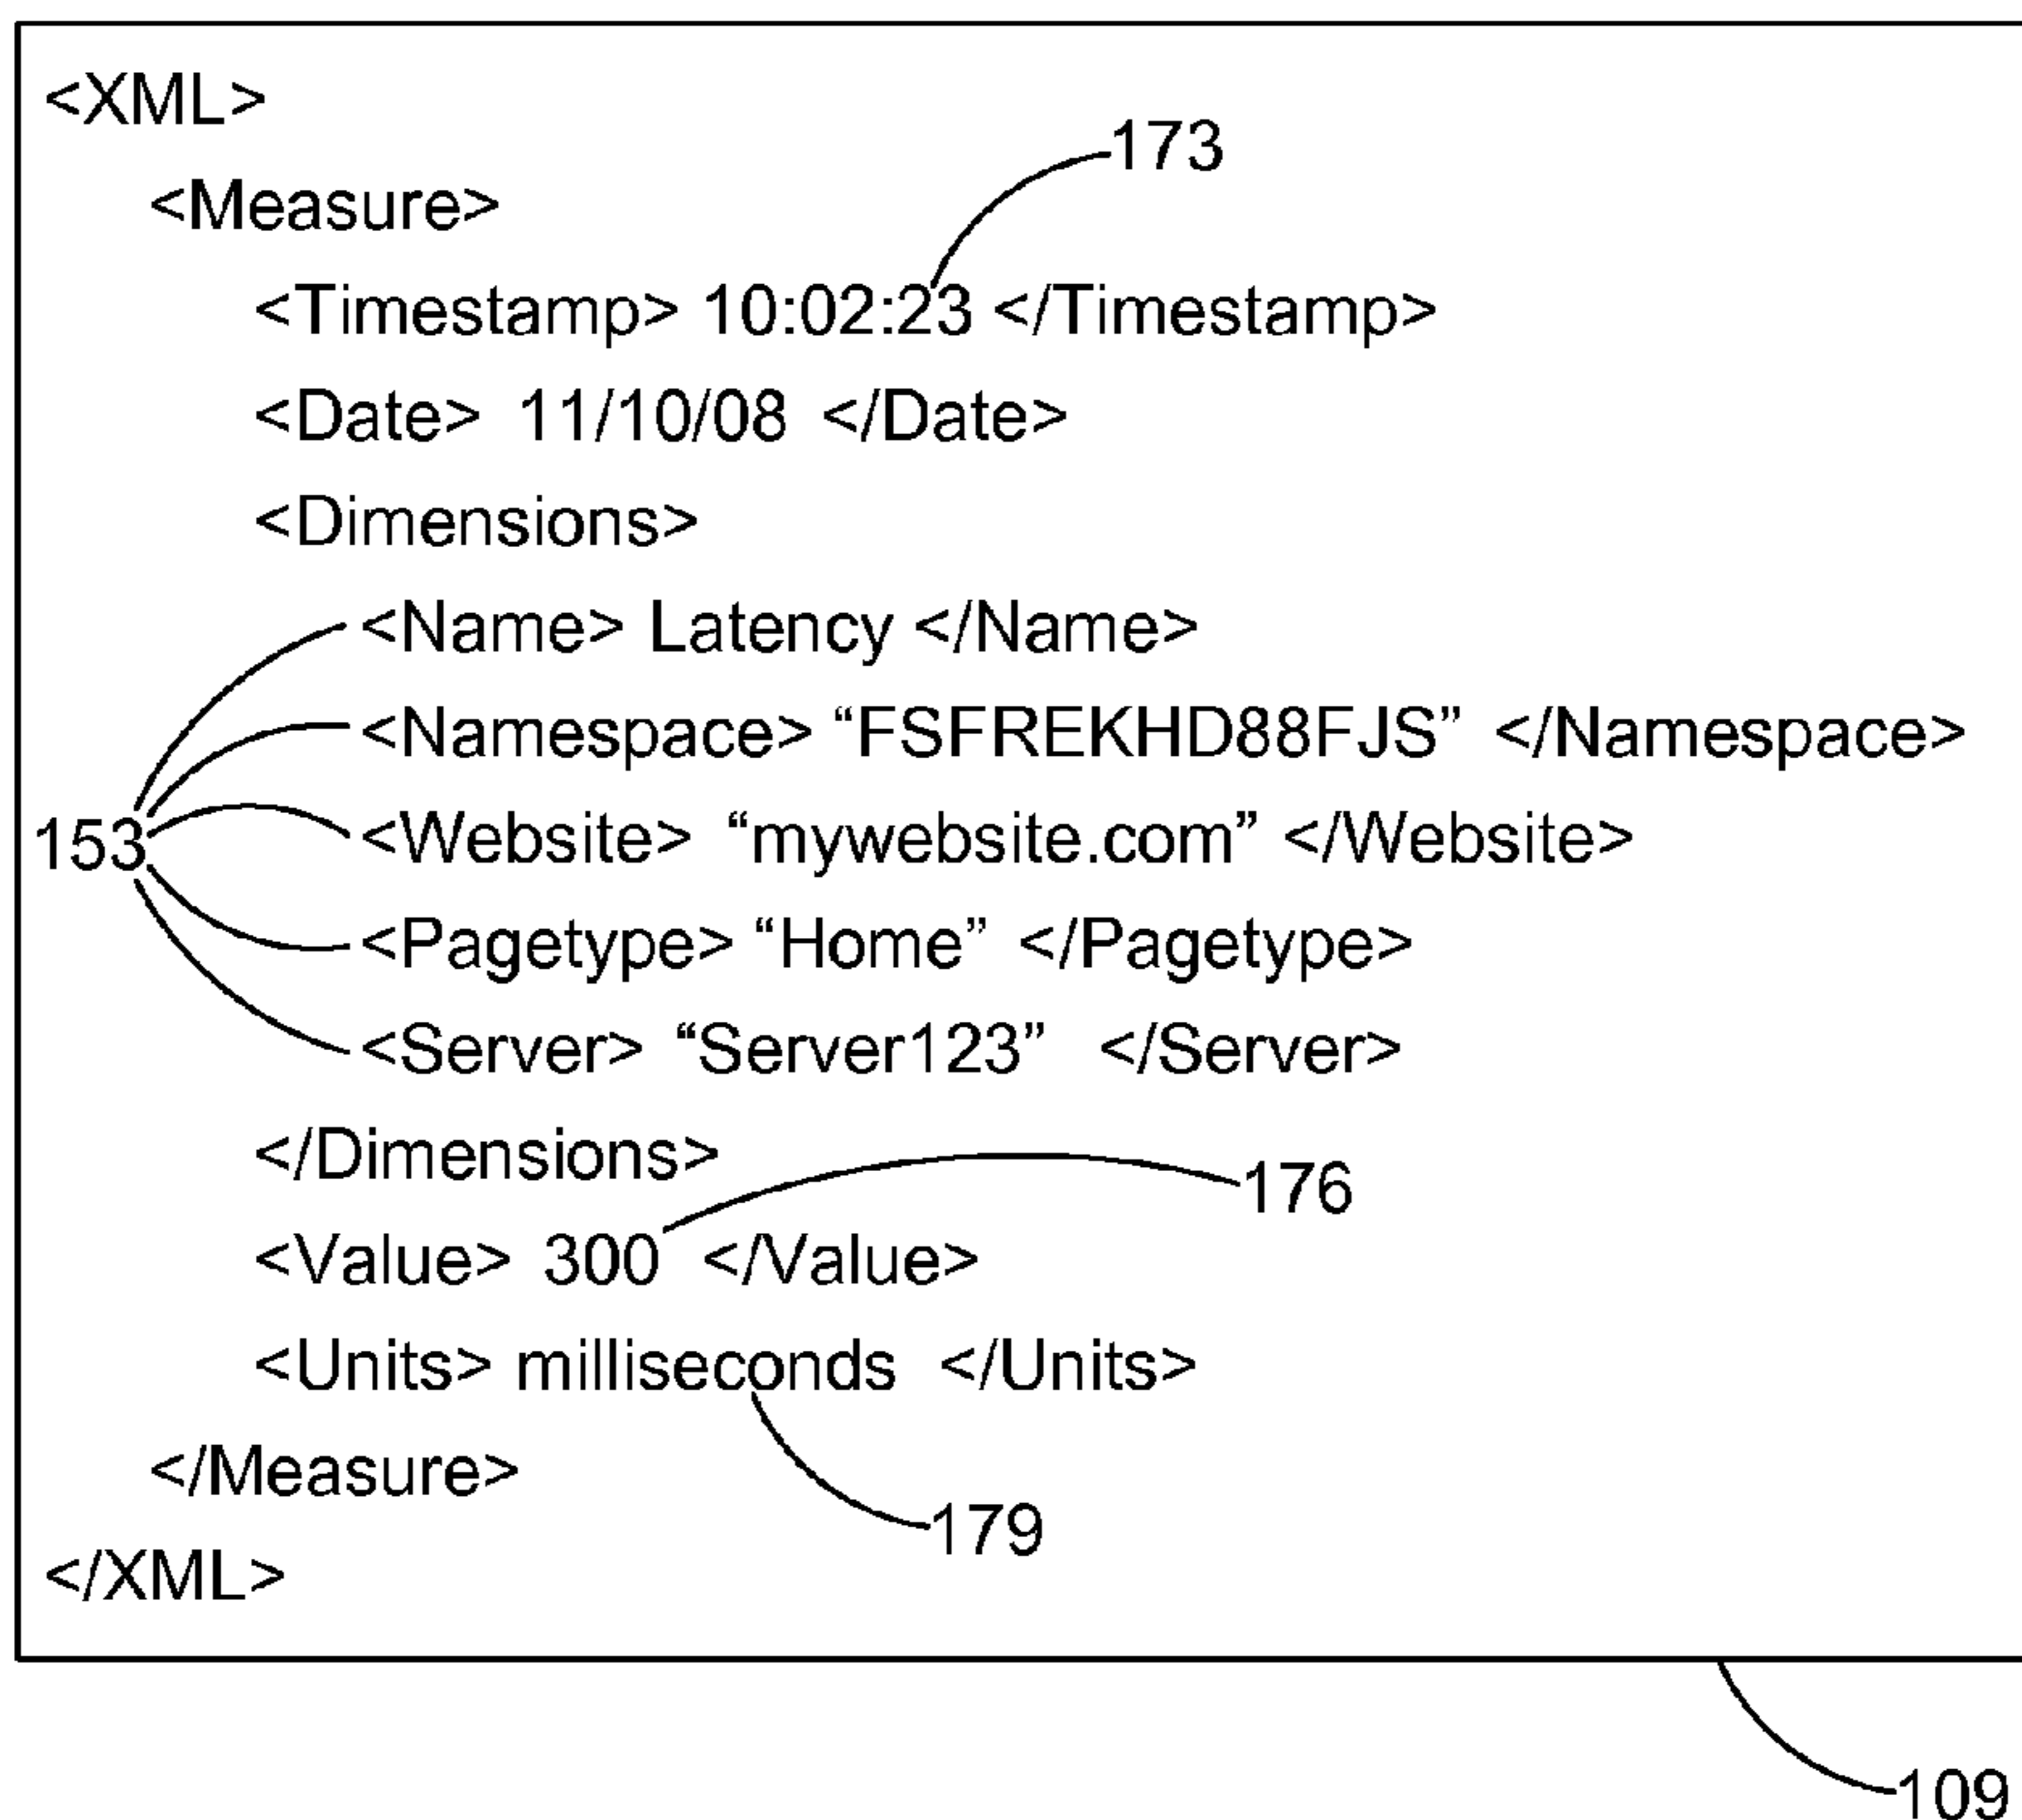 <XML>
173
<Measure>
<Timestamp> 10:02:23 </Timestamp>
<Date> 11/10/08 </Date>
<Dimensions>
<Name> Latency </Name>
<Namespace> “FSFREKHD88FJS” </Namespace>
153 <Website> “mywebsite.com” </Website>
<Pagetype> “Home” </Pagetype>
<Server> “Server123” </Server>
</Dimensions>
176
<Value> 300 </Value>
<Units> milliseconds </Units>
</Measure>
179
</XML>
109